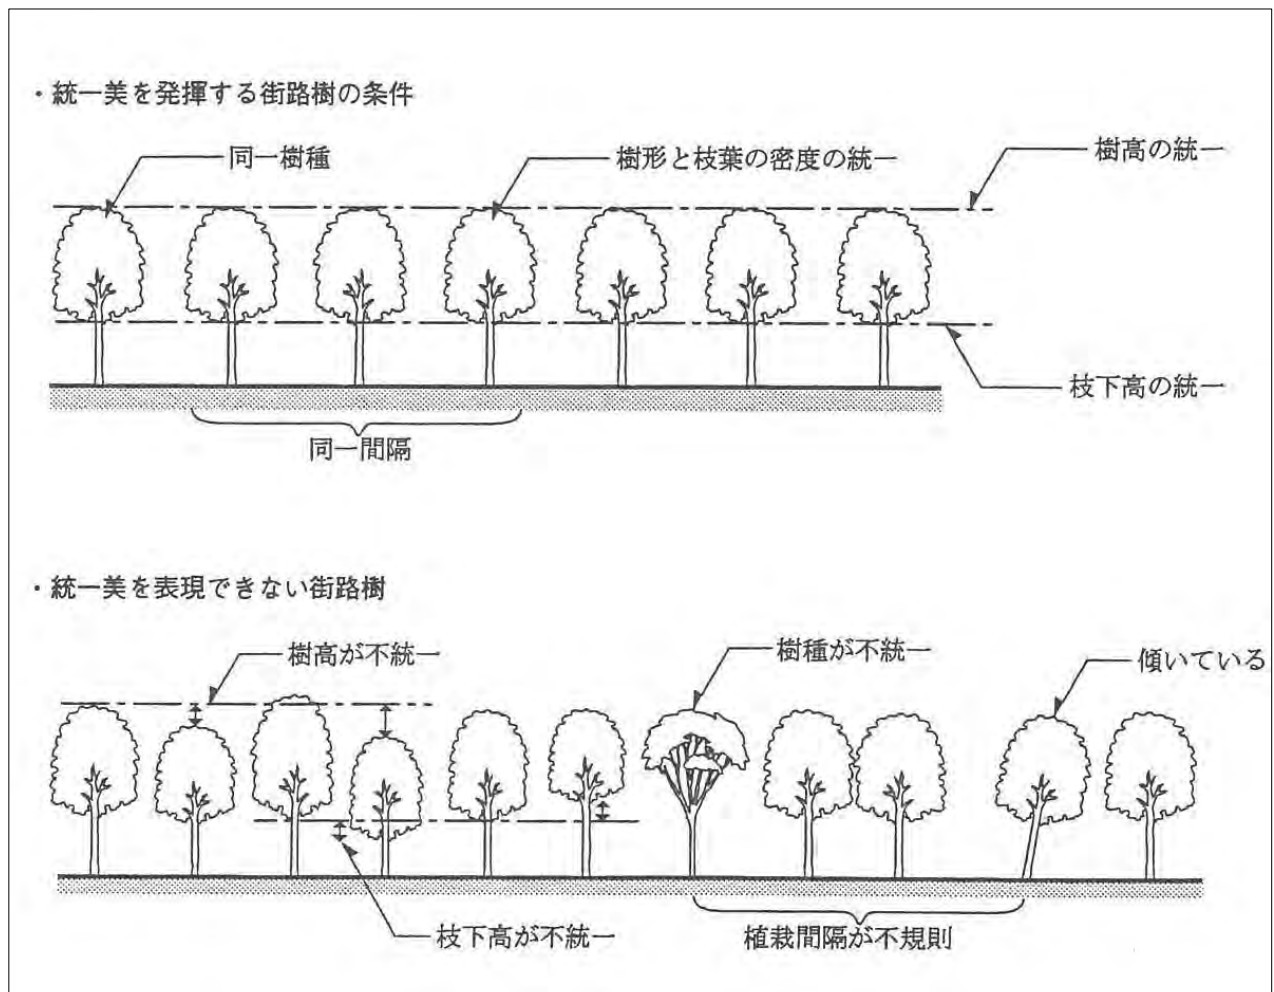 ・統一美を発揮する街路樹の条件
同一樹種
樹形と枝葉の密度の統一
樹高の統一
枝下高の統一
同一間隔
・統一美を表現できない街路樹
樹高が不統一
樹種が不統一
傾いている
枝下高が不統一
植栽間隔が不規則